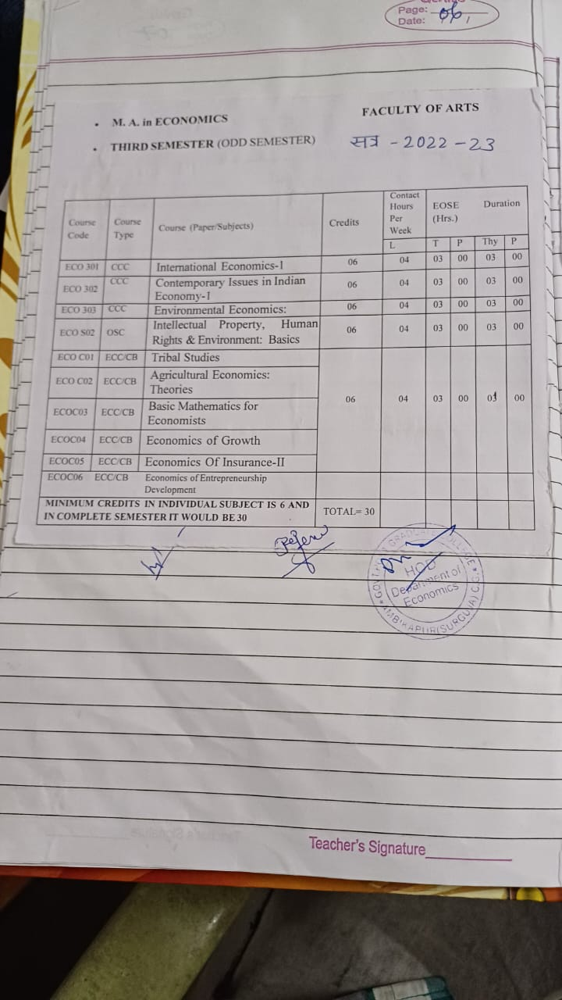 Page: 06
Date:
FACULTY OF ARTS
• M. A. in ECONOMICS
• THIRD SEMESTER (ODD SEMESTER) सत्र - 2022 - 23
Course Code Course Type Course (Paper/Subjects) Credits Contact Hours Per Week EOSE Duration (Hrs.)
L T P Thy P
ECO 301 CCC International Economics-I 06 04 03 00 03 00
ECO 302 CCC Contemporary Issues in Indian Economy-I 06 04 03 00 03 00
ECO 303 CCC Environmental Economics: 06 04 03 00 03 00
ECO S02 OSC Intellectual Property, Human Rights & Environment: Basics 06 04 03 00 03 00
ECO C01 ECC/CB Tribal Studies
ECO C02 ECC/CB Agricultural Economics: Theories
06 04 03 00 03 00
ECOC03 ECC/CB Basic Mathematics for Economists
ECOC04 ECC/CB Economics of Growth
ECOC05 ECC/CB Economics Of Insurance-II
ECOC06 ECC/CB Economics of Entrepreneurship Development
MINIMUM CREDITS IN INDIVIDUAL SUBJECT IS 6 AND
IN COMPLETE SEMESTER IT WOULD BE 30 TOTAL= 30
HOD
Department of
Economics
AMBIKAPUR (SURGUJA) C.G.
Teacher's Signature